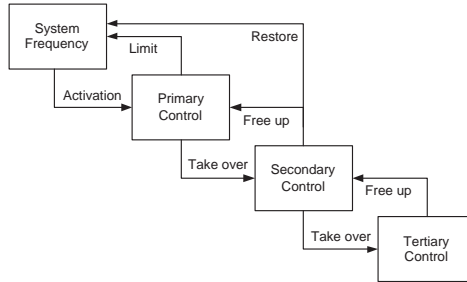 System
Frequency
Restore
Limit
Activation
Primary
Control
Free up
Take over
Secondary
Control
Free up
Take over
Tertiary
Control